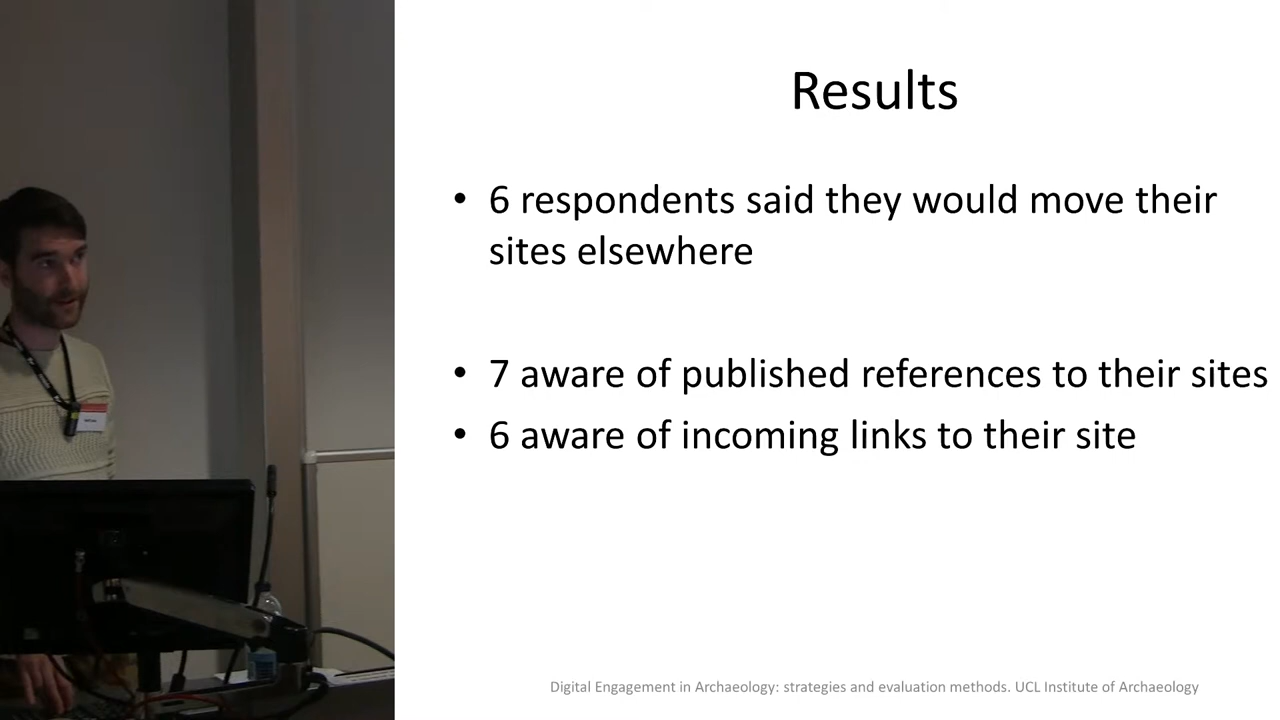 Results
• 6 respondents said they would move their
sites elsewhere
• 7 aware of published references to their sites
• 6 aware of incoming links to their site
Digital Engagement in Archaeology: strategies and evaluation methods. UCL Institute of Archaeology